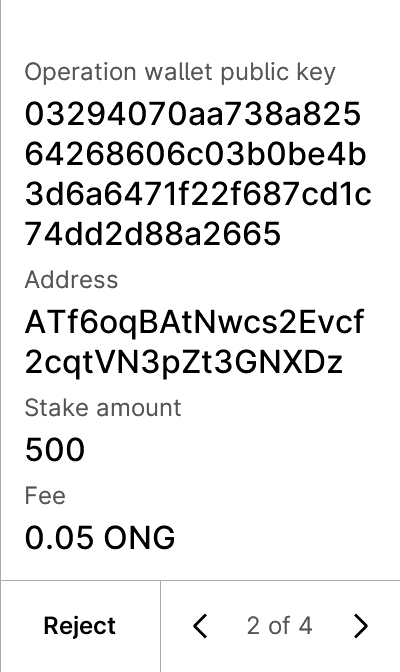 Operation wallet public key
03294070aa738a825
64268606c03b0be4b
3d6a6471f22f687cd1c
74dd2d88a2665
Address
ATf6oqBAtNwcs2Evcf
2cqtVN3pZt3GNXDz
Stake amount
500
Fee
0.05 ONG
Reject
2 of 4